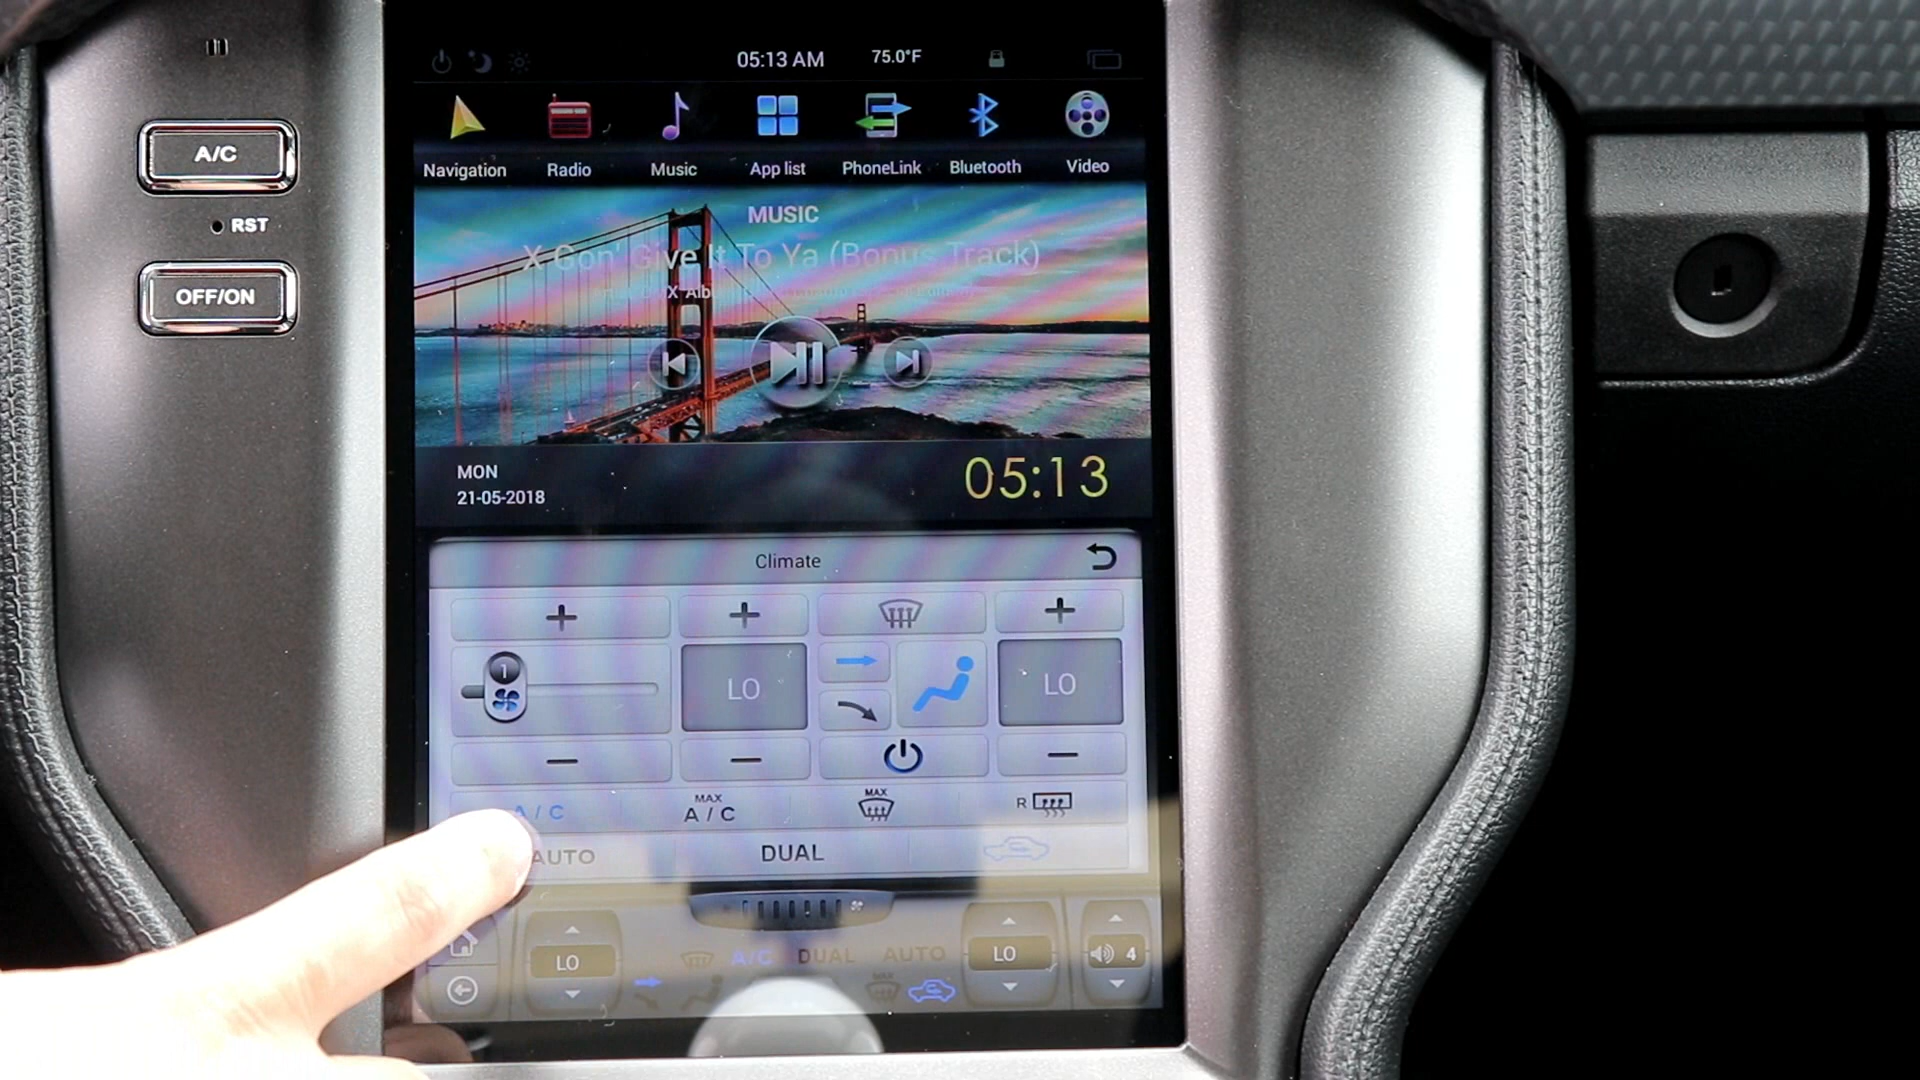 05:13 AM 75.0°F
A/C
Navigation Radio Music App list PhoneLink Bluetooth Video
RST
MUSIC
X Gon' Give It To Ya (Bonus Track)
OFF/ON
MON
05:13
21-05-2018
Climate
1
LO
LO
A/C MAX A/C MAX R
AUTO DUAL
LO A/C DUAL AUTO LO 4